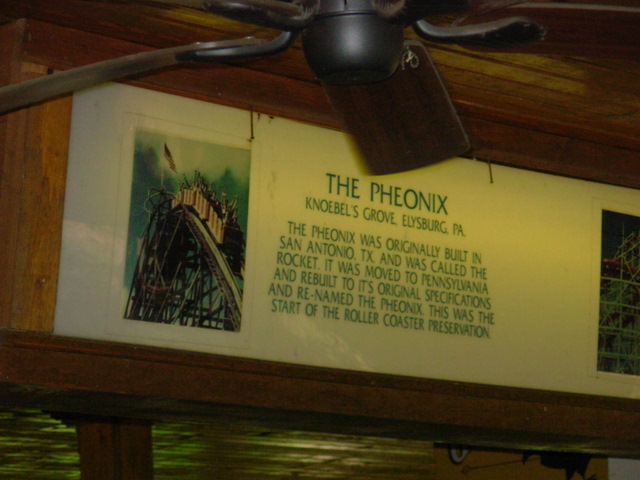 THE PHEONIX
KNOEBEL'S GROVE, ELYSBURG, PA.
THE PHEONIX WAS ORIGINALLY BUILT IN
SAN ANTONIO, TX. AND WAS CALLED THE
ROCKET. IT WAS MOVED TO PENNSYLVANIA
AND REBUILT TO IT'S ORIGINAL SPECIFICATIONS
AND RE-NAMED THE PHEONIX. THIS WAS THE
START OF THE ROLLER COASTER PRESERVATION.